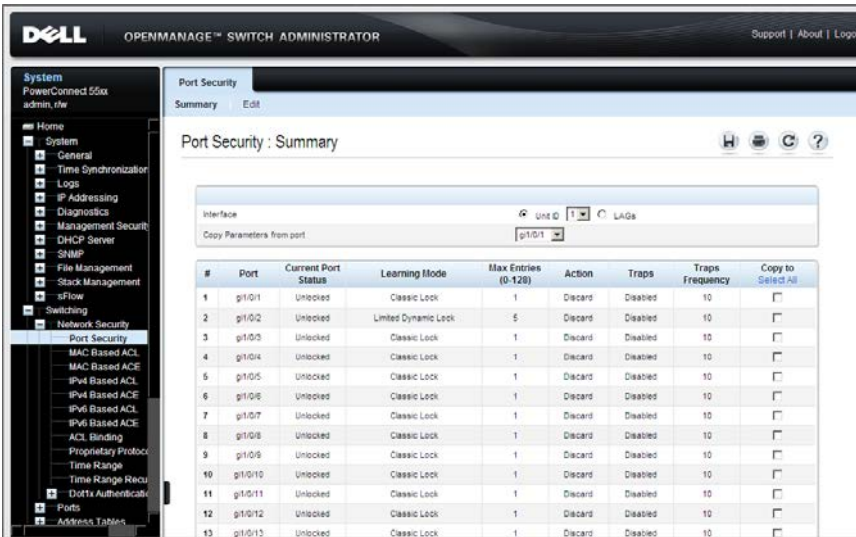 DELL OPENMANAGE™ SWITCH ADMINISTRATOR Support | About | Logo
System
PowerConnect 55xx
admin, r/w
Home
System
General
Time Synchronization
Logs
IP Addressing
Diagnostics
Management Securit
DHCP Server
SNMP
File Management
Stack Management
sFlow
Switching
Network Security
Port Security
MAC Based ACL
MAC Based ACE
IPv4 Based ACL
IPv4 Based ACE
IPv6 Based ACL
IPv6 Based ACE
ACL Binding
Proprietary Protoco
Time Range
Time Range Recu
Dot1x Authenticatio
Ports
Address Tables
Port Security
Summary Edit
Port Security : Summary
Interface Unit ID 1 LAGs
Copy Parameters from port gi1/0/1
# Port Current Port Status Learning Mode Max Entries (0-128) Action Traps Traps Frequency Copy to Select All
1 gi1/0/1 Unlocked Classic Lock 1 Discard Disabled 10
2 gi1/0/2 Unlocked Limited Dynamic Lock 5 Discard Disabled 10
3 gi1/0/3 Unlocked Classic Lock 1 Discard Disabled 10
4 gi1/0/4 Unlocked Classic Lock 1 Discard Disabled 10
5 gi1/0/5 Unlocked Classic Lock 1 Discard Disabled 10
6 gi1/0/6 Unlocked Classic Lock 1 Discard Disabled 10
7 gi1/0/7 Unlocked Classic Lock 1 Discard Disabled 10
8 gi1/0/8 Unlocked Classic Lock 1 Discard Disabled 10
9 gi1/0/9 Unlocked Classic Lock 1 Discard Disabled 10
10 gi1/0/10 Unlocked Classic Lock 1 Discard Disabled 10
11 gi1/0/11 Unlocked Classic Lock 1 Discard Disabled 10
12 gi1/0/12 Unlocked Classic Lock 1 Discard Disabled 10
13 gi1/0/13 Unlocked Classic Lock 1 Discard Disabled 10